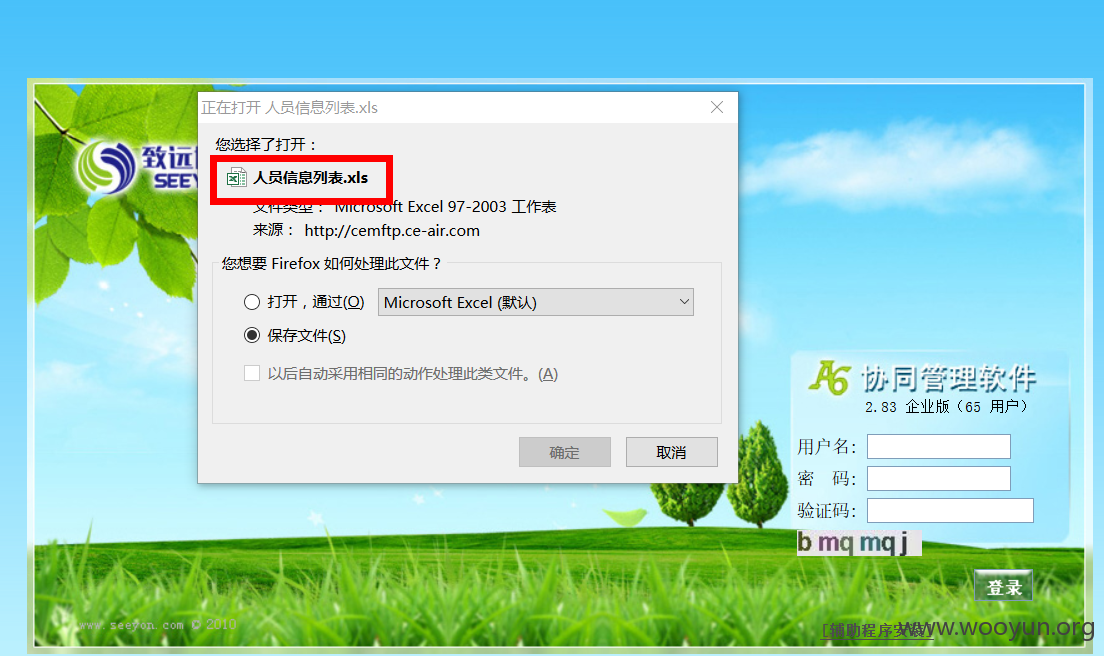 正在打开 人员信息列表.xls
您选择了打开：
人员信息列表.xls
文件类型： Microsoft Excel 97-2003 工作表
来源： http://cemftp.ce-air.com
您想要 Firefox 如何处理此文件？
打开，通过(O) Microsoft Excel (默认)
保存文件(S)
以后自动采用相同的动作处理此类文件。(A)
确定 取消
致远
SEEY
A6 协同管理软件
2.83 企业版（65 用户）
用户名：
密 码：
验证码：
bmqmqj
登录
www.seeyon.com © 2010
[辅助程序安装]
www.wooyun.org